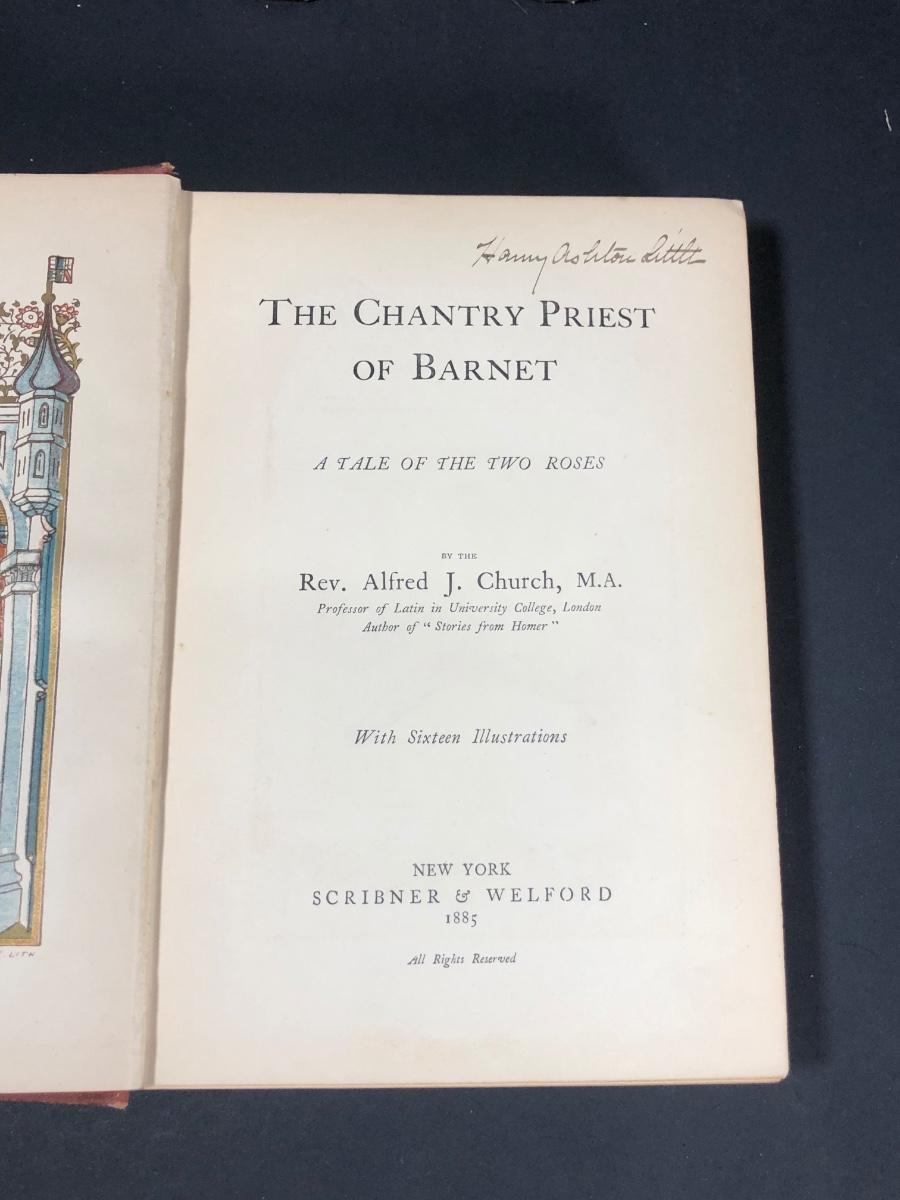 Harry Ashton Little
THE CHANTRY PRIEST
OF BARNET
A TALE OF THE TWO ROSES
BY THE
Rev. Alfred J. Church, M.A.
Professor of Latin in University College, London
Author of “Stories from Homer”
With Sixteen Illustrations
NEW YORK
SCRIBNER & WELFORD
1885
All Rights Reserved
LITH